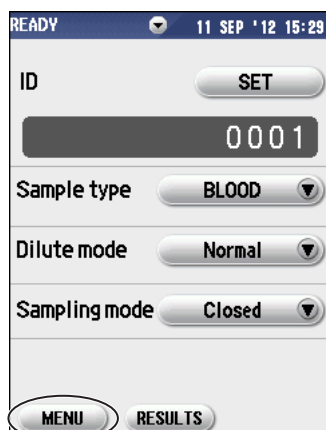 READY 11 SEP '12 15:29
ID SET
0001
Sample type BLOOD
Dilute mode Normal
Sampling mode Closed
MENU RESULTS